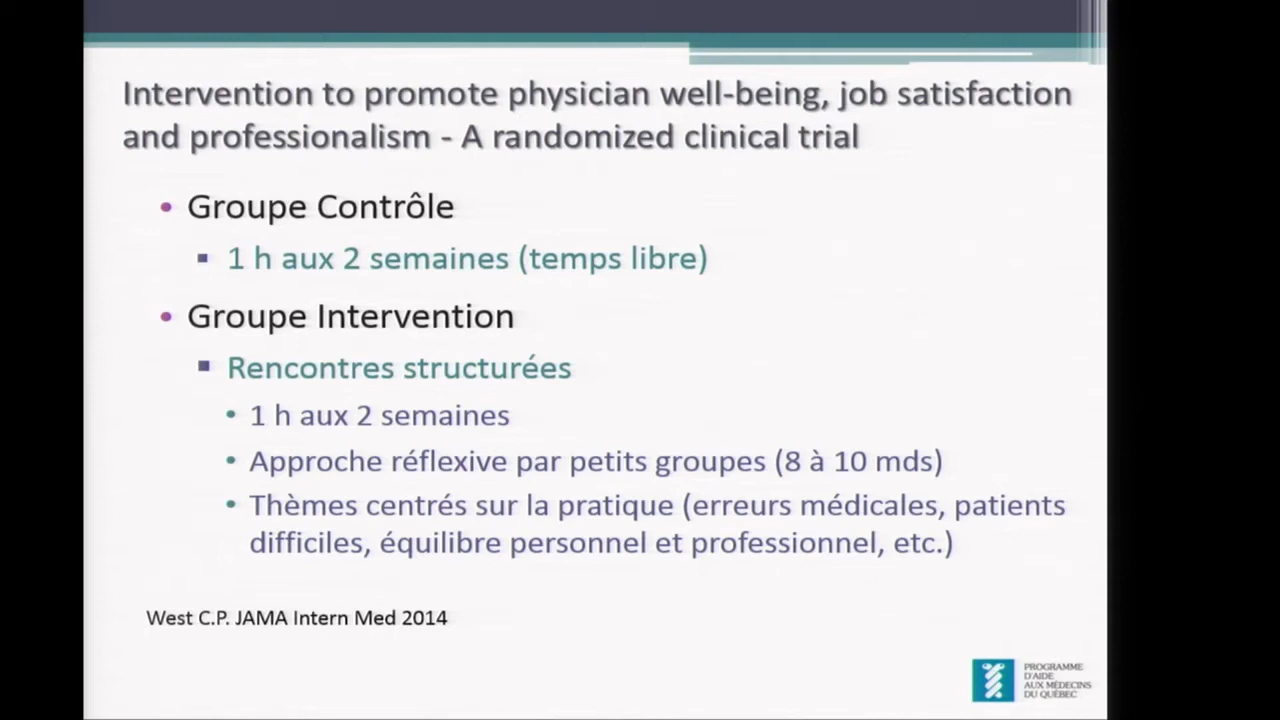 Intervention to promote physician well-being, job satisfaction
and professionalism - A randomized clinical trial
• Groupe Contrôle
▪ 1 h aux 2 semaines (temps libre)
• Groupe Intervention
▪ Rencontres structurées
• 1 h aux 2 semaines
• Approche réflexive par petits groupes (8 à 10 mds)
• Thèmes centrés sur la pratique (erreurs médicales, patients
difficiles, équilibre personnel et professionnel, etc.)
West C.P. JAMA Intern Med 2014
PROGRAMME
D'AIDE
AUX MÉDECINS
DU QUÉBEC